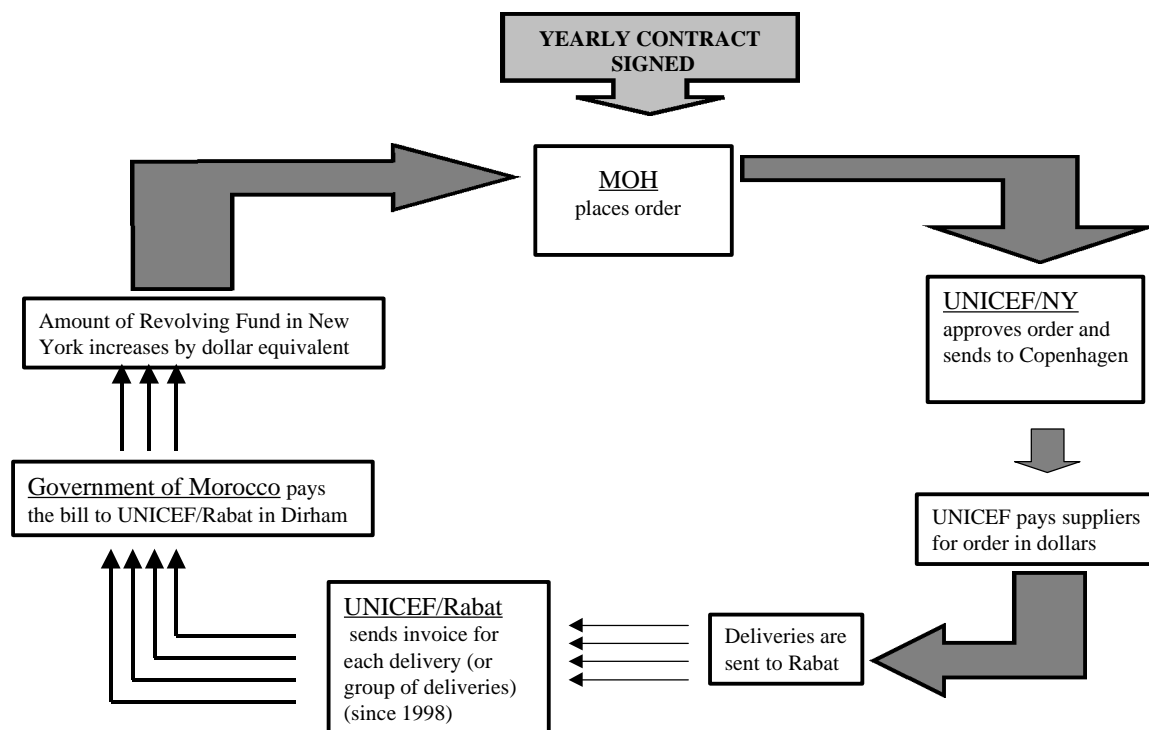 YEARLY CONTRACT
SIGNED
MOH
places order
UNICEF/NY
approves order and
sends to Copenhagen
UNICEF pays suppliers
for order in dollars
Deliveries are
sent to Rabat
UNICEF/Rabat
sends invoice for
each delivery (or
group of deliveries)
(since 1998)
Government of Morocco pays
the bill to UNICEF/Rabat in Dirham
Amount of Revolving Fund in New
York increases by dollar equivalent